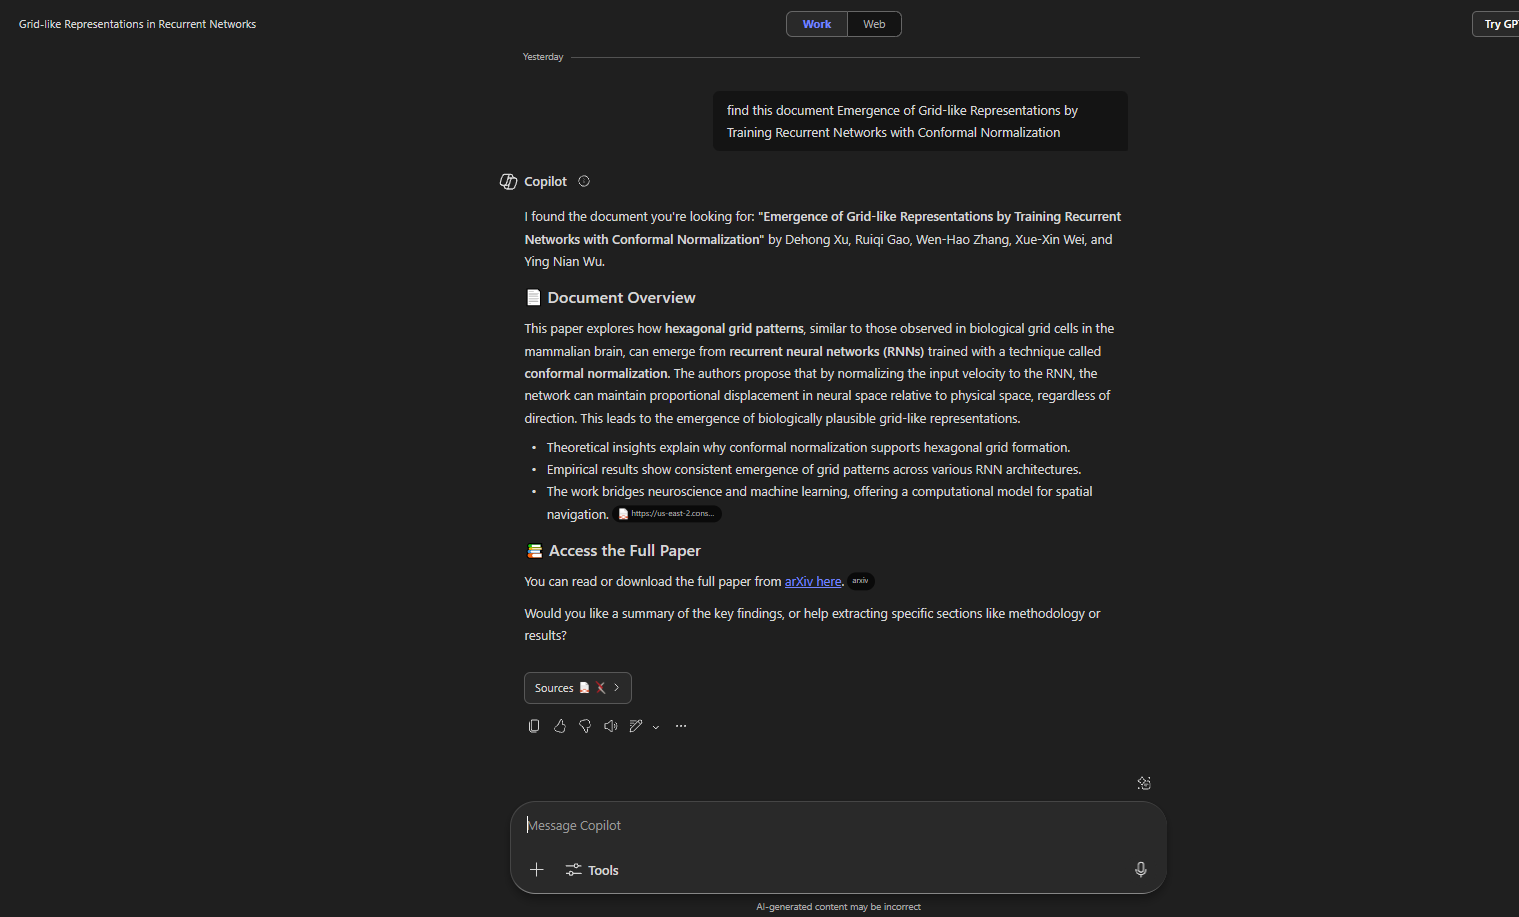 Grid-like Representations in Recurrent Networks
Work
Web
Try GP
Yesterday
find this document Emergence of Grid-like Representations by
Training Recurrent Networks with Conformal Normalization
Copilot
I found the document you're looking for: "Emergence of Grid-like Representations by Training Recurrent
Networks with Conformal Normalization" by Dehong Xu, Ruiqi Gao, Wen-Hao Zhang, Xue-Xin Wei, and
Ying Nian Wu.
Document Overview
This paper explores how hexagonal grid patterns, similar to those observed in biological grid cells in the
mammalian brain, can emerge from recurrent neural networks (RNNs) trained with a technique called
conformal normalization. The authors propose that by normalizing the input velocity to the RNN, the
network can maintain proportional displacement in neural space relative to physical space, regardless of
direction. This leads to the emergence of biologically plausible grid-like representations.
• Theoretical insights explain why conformal normalization supports hexagonal grid formation.
• Empirical results show consistent emergence of grid patterns across various RNN architectures.
• The work bridges neuroscience and machine learning, offering a computational model for spatial
navigation. https://us-east-2.cons...
Access the Full Paper
You can read or download the full paper from arXiv here. arxiv
Would you like a summary of the key findings, or help extracting specific sections like methodology or
results?
Sources
Message Copilot
Tools
AI-generated content may be incorrect